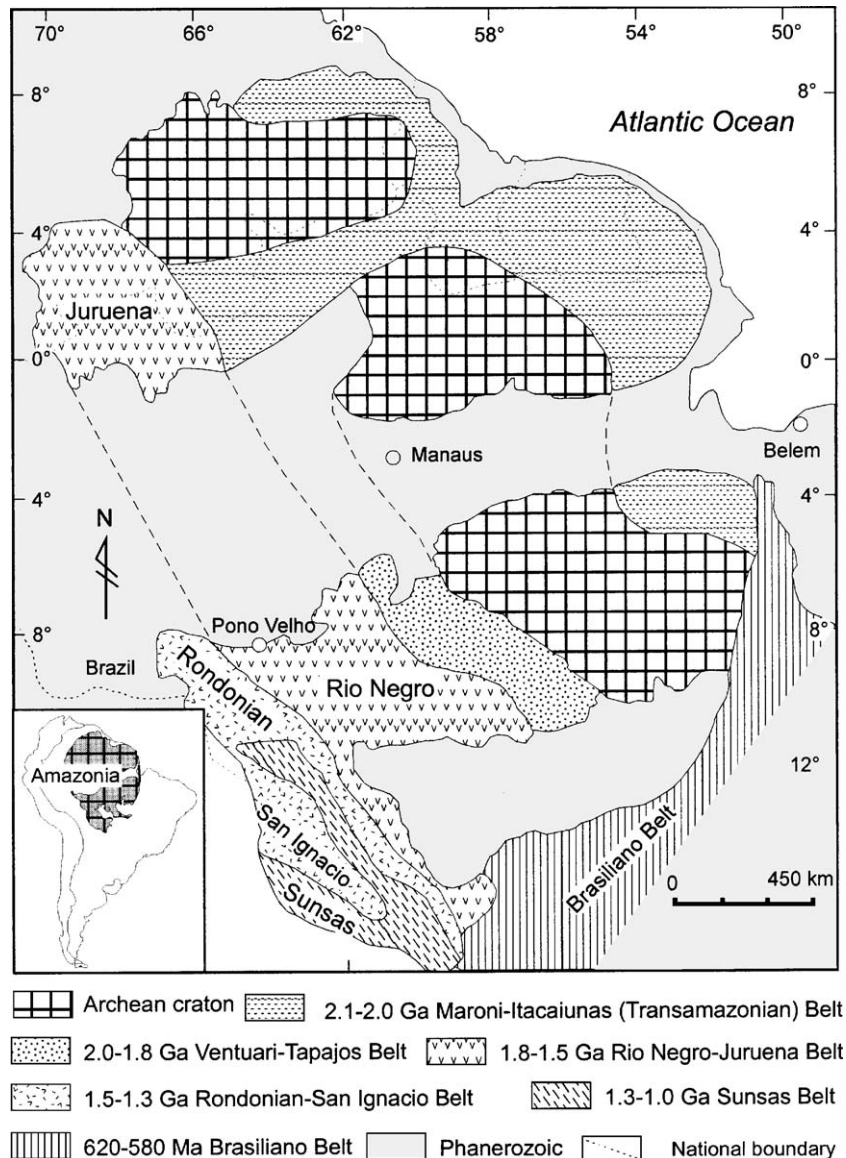 70° 66° 62° 58° 54° 50°
8° 8°
Atlantic Ocean
4° 4°
Juruena
0° 0°
Belem
Manaus
4° 4°
N
Pono Velho
8° 8°
Brazil
Rondonian
Rio Negro
12°
Amazonia
San Ignacio
Brasiliano Belt
0 450 km
Sunsas
62° 58° 54°
Archean craton 2.1-2.0 Ga Maroni-Itacaiunas (Transamazonian) Belt
2.0-1.8 Ga Ventuari-Tapajos Belt 1.8-1.5 Ga Rio Negro-Juruena Belt
1.5-1.3 Ga Rondonian-San Ignacio Belt 1.3-1.0 Ga Sunsas Belt
620-580 Ma Brasiliano Belt Phanerozoic National boundary